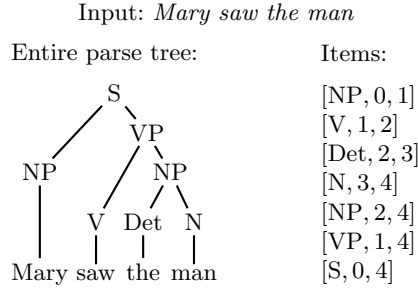 Input: Mary saw the man
Entire parse tree:
S
VP
NP NP
V Det N
Mary saw the man
Items:
[NP, 0, 1]
[V, 1, 2]
[Det, 2, 3]
[N, 3, 4]
[NP, 2, 4]
[VP, 1, 4]
[S, 0, 4]